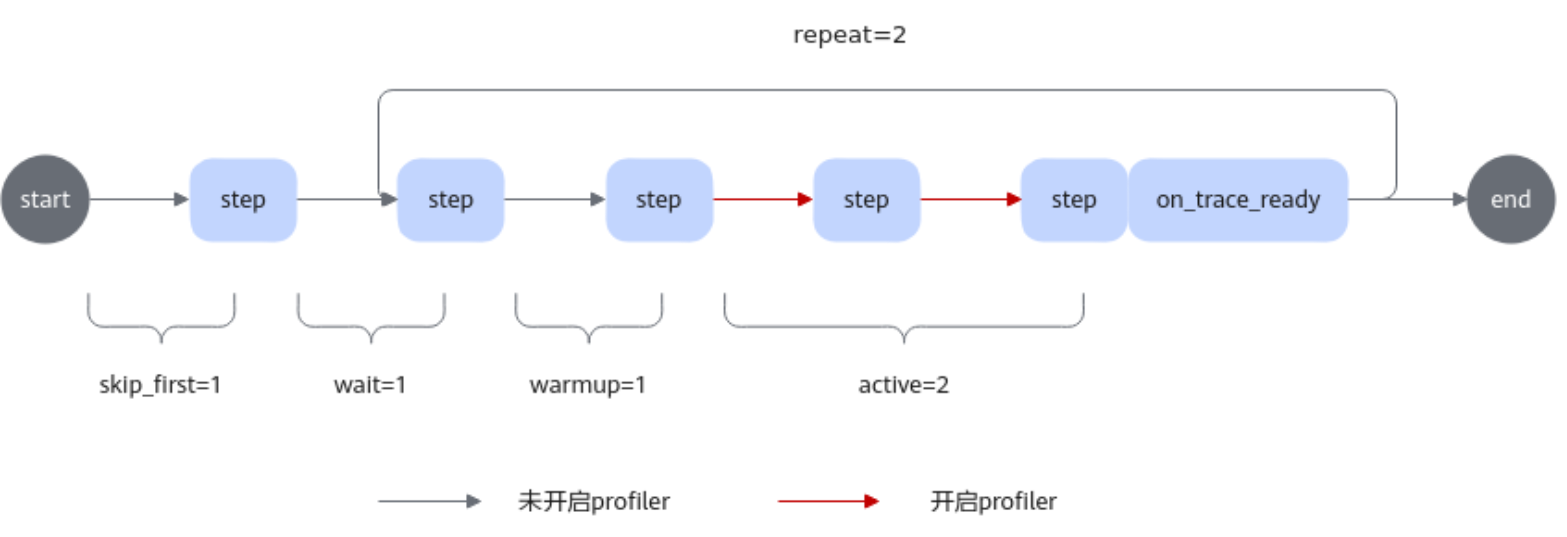 repeat=2
start
step
step
step
step
step
on_trace_ready
end
skip_first=1
wait=1
warmup=1
active=2
未开启profiler
开启profiler